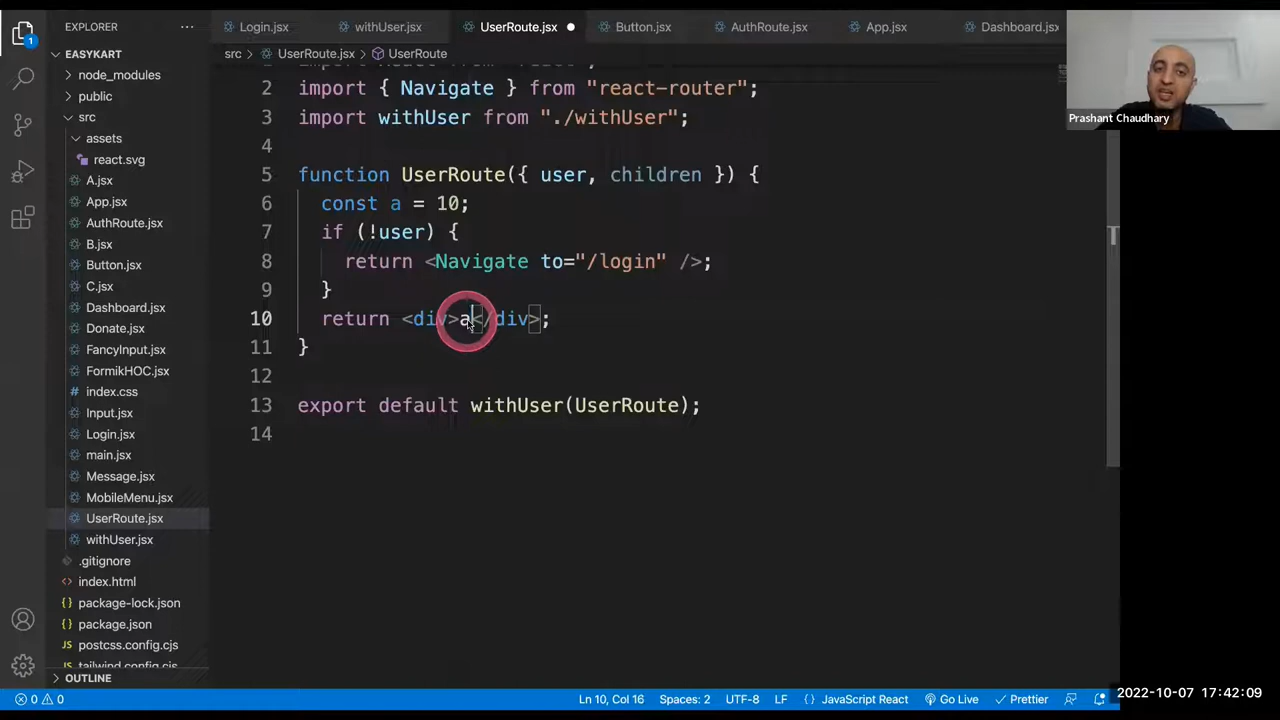 EXPLORER
Login.jsx
withUser.jsx
UserRoute.jsx
Button.jsx
AuthRoute.jsx
App.jsx
Dashboard.jsx
EASYKART
node_modules
public
src
assets
react.svg
A.jsx
App.jsx
AuthRoute.jsx
B.jsx
Button.jsx
C.jsx
Dashboard.jsx
Donate.jsx
FancyInput.jsx
FormikHOC.jsx
index.css
Input.jsx
Login.jsx
main.jsx
Message.jsx
MobileMenu.jsx
UserRoute.jsx
withUser.jsx
.gitignore
index.html
package-lock.json
package.json
postcss.config.cjs
tailwind.config.cjs
OUTLINE
src > UserRoute.jsx > UserRoute
2 import { Navigate } from "react-router";
3 import withUser from "./withUser";
4
5 function UserRoute({ user, children }) {
6 const a = 10;
7 if (!user) {
8 return <Navigate to="/login" />;
9 }
10 return <div>a</div>;
11 }
12
13 export default withUser(UserRoute);
14
Prashant Chaudhary
1
0 0
Ln 10, Col 16
Spaces: 2
UTF-8
LF
{ } JavaScript React
Go Live
Prettier
2022-10-07 17:42:09